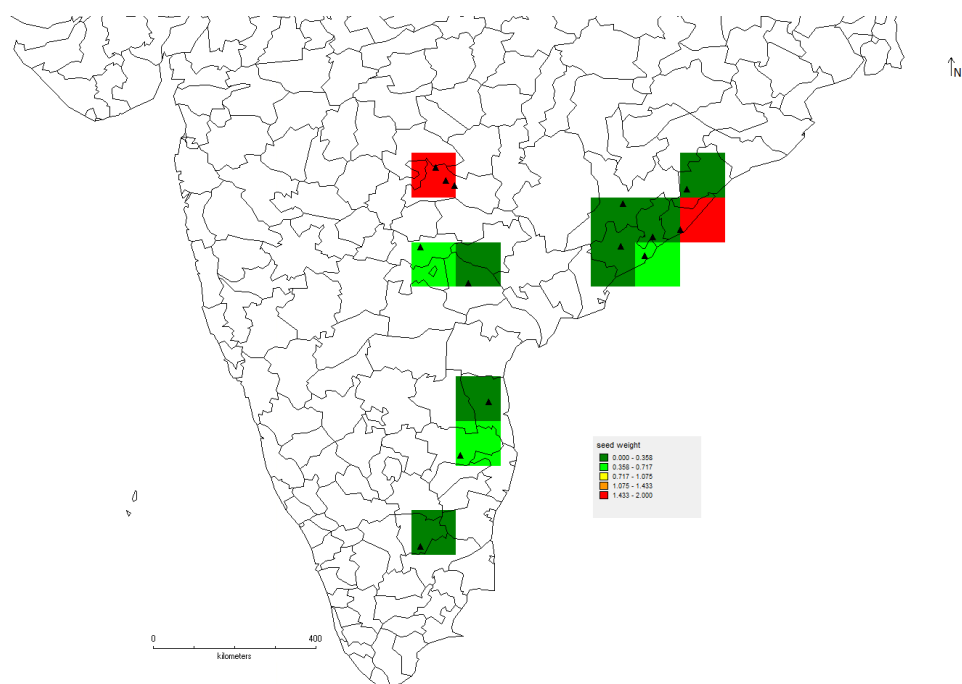 N
seed weight
0.000 - 0.358
0.358 - 0.717
0.717 - 1.075
1.075 - 1.433
1.433 - 2.000
0 400
kilometers